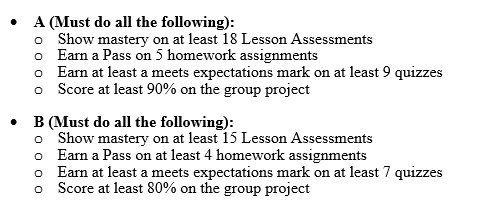 • A (Must do all the following):
o Show mastery on at least 18 Lesson Assessments
o Earn a Pass on 5 homework assignments
o Earn at least a meets expectations mark on at least 9 quizzes
o Score at least 90% on the group project
• B (Must do all the following):
o Show mastery on at least 15 Lesson Assessments
o Earn a Pass on at least 4 homework assignments
o Earn at least a meets expectations mark on at least 7 quizzes
o Score at least 80% on the group project